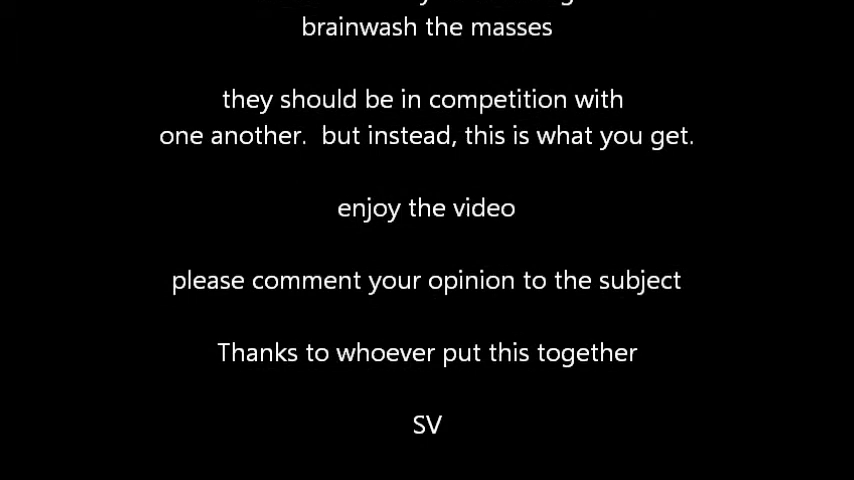 brainwash the masses
they should be in competition with
one another.  but instead, this is what you get.
enjoy the video
please comment your opinion to the subject
Thanks to whoever put this together
SV